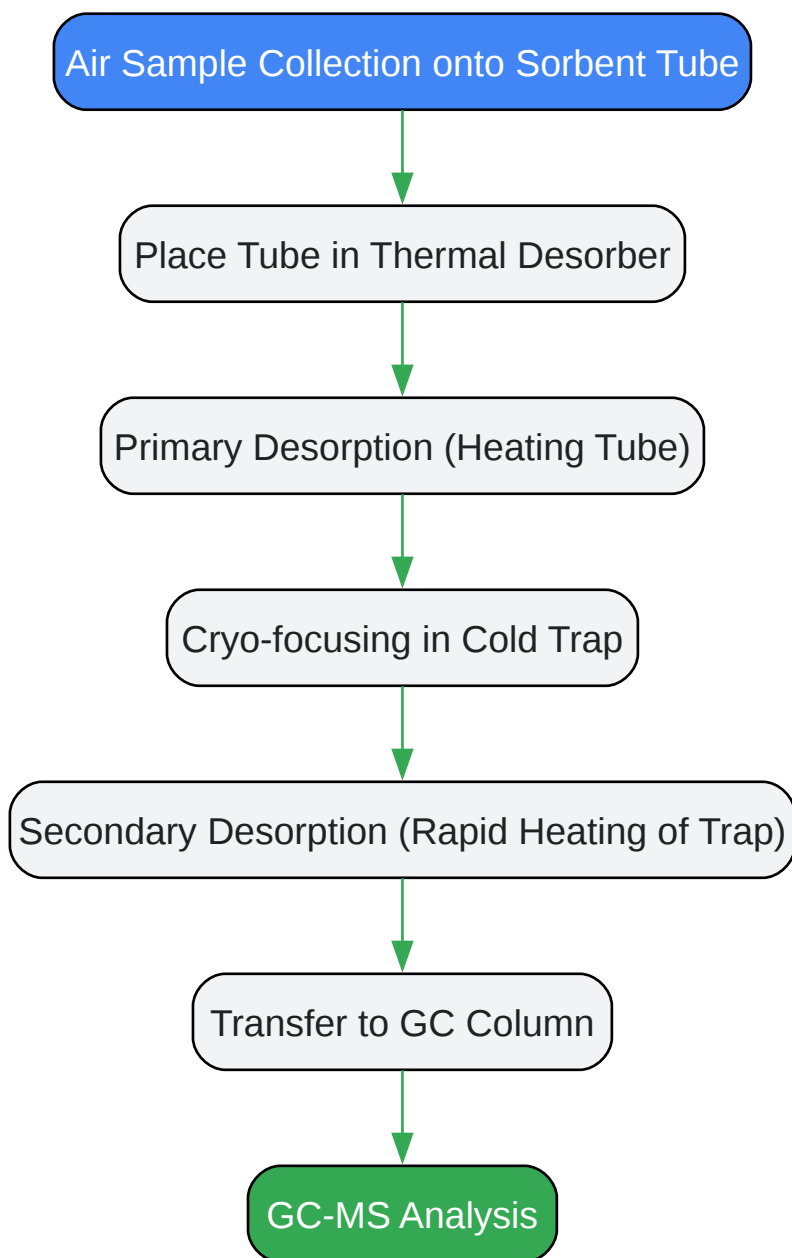 Air Sample Collection onto Sorbent Tube
Place Tube in Thermal Desorber
Primary Desorption (Heating Tube)
Cryo-focusing in Cold Trap
Secondary Desorption (Rapid Heating of Trap)
Transfer to GC Column
GC-MS Analysis